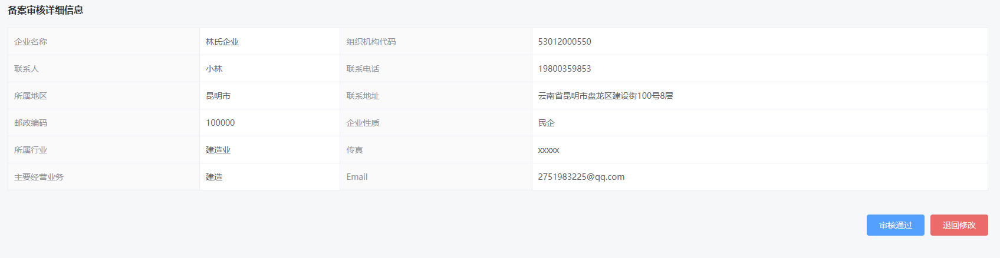 备案审核详细信息
企业名称 林氏企业 组织机构代码 53012000550
联系人 小林 联系电话 19800359853
所属地区 昆明市 联系地址 云南省昆明市盘龙区建设街100号8层
邮政编码 100000 企业性质 民企
所属行业 建造业 传真 xxxxx
主要经营业务 建造 Email 2751983225@qq.com
审核通过 退回修改